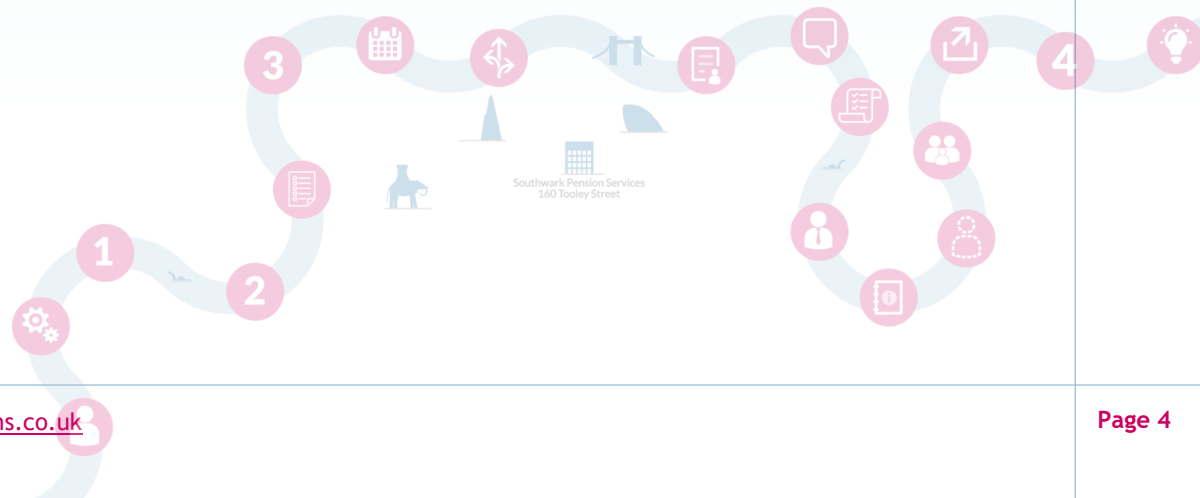 3
4
Southwark Pension Services
160 Tooley Street
1
2
ns.co.uk
Page 4